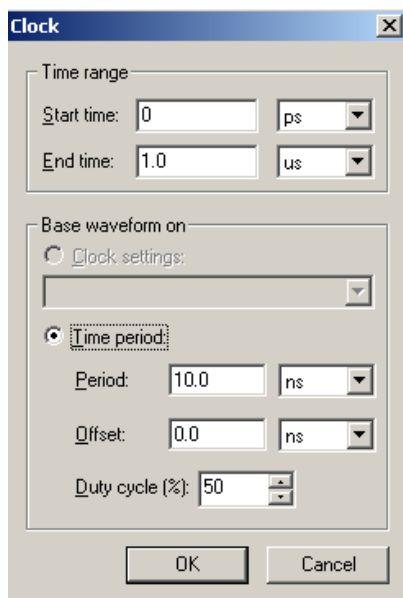 Clock
Time range
Start time: 0 ps
End time: 1.0 us
Base waveform on
Clock settings:
Time period:
Period: 10.0 ns
Offset: 0.0 ns
Duty cycle (%): 50
OK Cancel